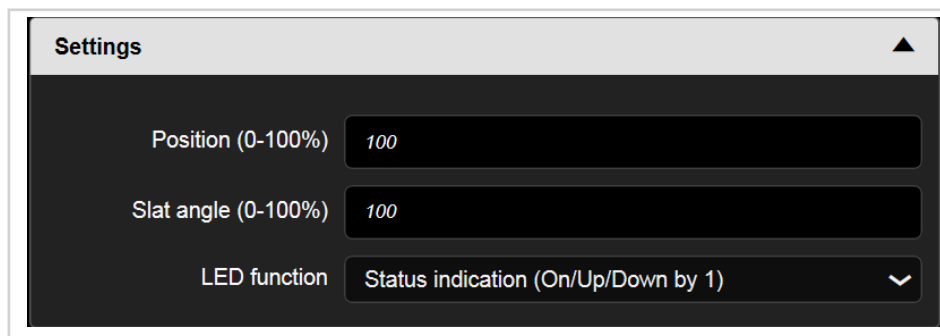 Settings
Position (0-100%) 100
Slat angle (0-100%) 100
LED function Status indication (On/Up/Down by 1)